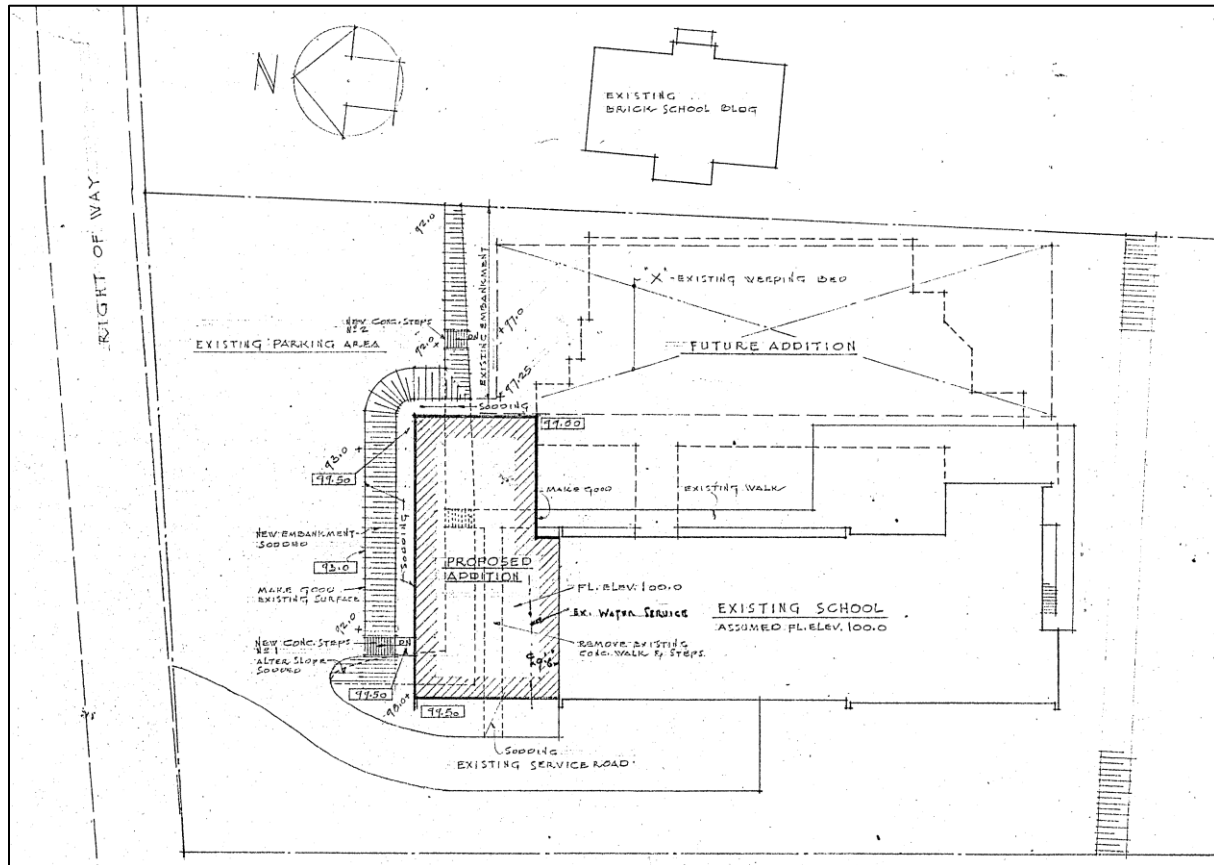 N
EXISTING
BRICK SCHOOL BLDG
RIGHT OF WAY
92.0
EXISTING EMBANKMENT
"X"-EXISTING WEEPING BED
NEW CONC. STEPS
Nº 2
DN
92.0
97.0
EXISTING PARKING AREA
FUTURE ADDITION
97.25
SODDING
99.00
93.0
99.50
MAKE GOOD
EXISTING WALK
NEW EMBANKMENT
SODDED
SODDING
93.0
PROPOSED
ADDITION
MAKE GOOD
EXISTING SURFACE
FL. ELEV. 100.0
EX. WATER SERVICE
EXISTING SCHOOL
ASSUMED FL. ELEV. 100.0
92.0
NEW CONC. STEPS
Nº 1
DN
REMOVE EXISTING
CONC. WALK & STEPS
ALTER SLOPE
SODDED
99.50
99.50
SODDING
EXISTING SERVICE ROAD